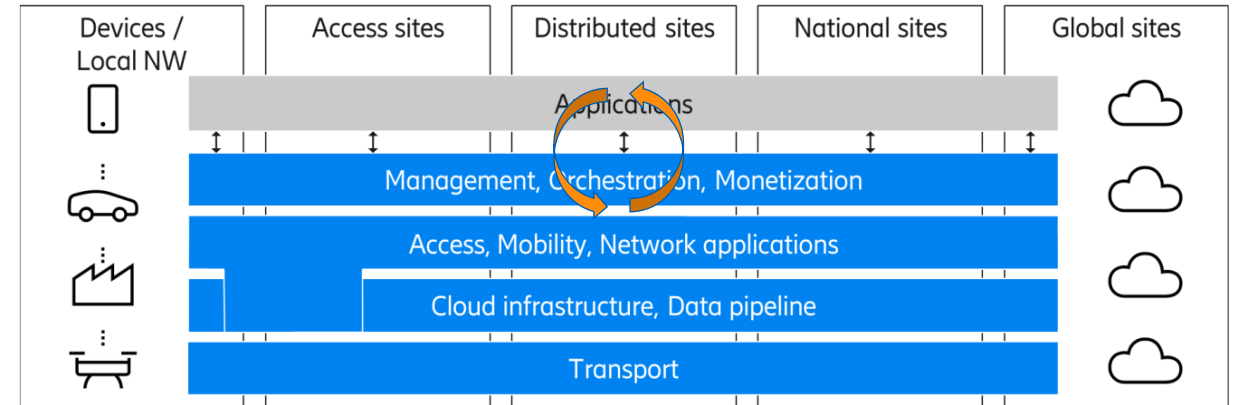 Devices /
Local NW
Access sites
Distributed sites
National sites
Global sites
Applications
Management, Orchestration, Monetization
Access, Mobility, Network applications
Cloud infrastructure, Data pipeline
Transport